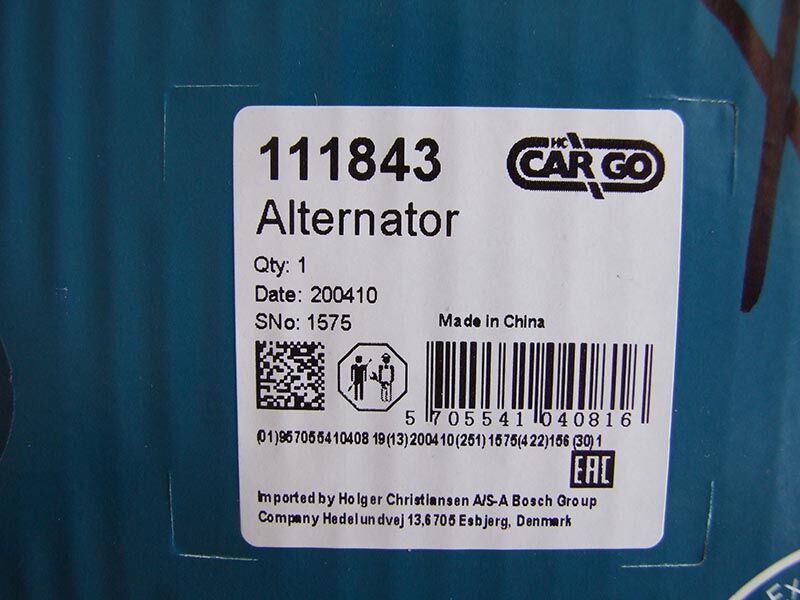 111843
HC
CARGO
Alternator
Qty: 1
Date: 200410
SNo: 1575
Made in China
5 705541 040816
(01)95705541040819(13)200410(251)1575(422)156(30)1
EAC
Imported by Holger Christiansen A/S-A Bosch Group
Company Hedelundvej 13,6705 Esbjerg, Denmark
EX